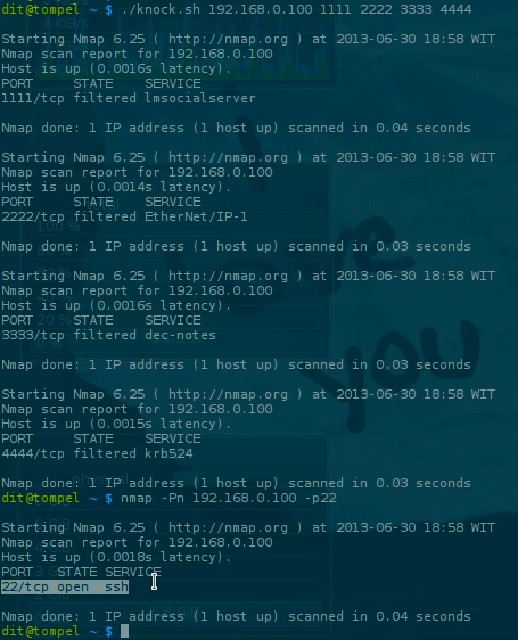 dit@tompel ~ $ ./knock.sh 192.168.0.100 1111 2222 3333 4444
Starting Nmap 6.25 ( http://nmap.org ) at 2013-06-30 18:58 WIT
Nmap scan report for 192.168.0.100
Host is up (0.0016s latency).
PORT     STATE    SERVICE
1111/tcp filtered lmsocialserver
Nmap done: 1 IP address (1 host up) scanned in 0.04 seconds
Starting Nmap 6.25 ( http://nmap.org ) at 2013-06-30 18:58 WIT
Nmap scan report for 192.168.0.100
Host is up (0.0014s latency).
PORT     STATE    SERVICE
2222/tcp filtered EtherNet/IP-1
Nmap done: 1 IP address (1 host up) scanned in 0.03 seconds
Starting Nmap 6.25 ( http://nmap.org ) at 2013-06-30 18:58 WIT
Nmap scan report for 192.168.0.100
Host is up (0.0016s latency).
PORT     STATE    SERVICE
3333/tcp filtered dec-notes
Nmap done: 1 IP address (1 host up) scanned in 0.03 seconds
Starting Nmap 6.25 ( http://nmap.org ) at 2013-06-30 18:58 WIT
Nmap scan report for 192.168.0.100
Host is up (0.0015s latency).
PORT     STATE    SERVICE
4444/tcp filtered krb524
Nmap done: 1 IP address (1 host up) scanned in 0.03 seconds
dit@tompel ~ $ nmap -Pn 192.168.0.100 -p22
Starting Nmap 6.25 ( http://nmap.org ) at 2013-06-30 18:58 WIT
Nmap scan report for 192.168.0.100
Host is up (0.0018s latency).
PORT   STATE SERVICE
22/tcp open  ssh
Nmap done: 1 IP address (1 host up) scanned in 0.04 seconds
dit@tompel ~ $